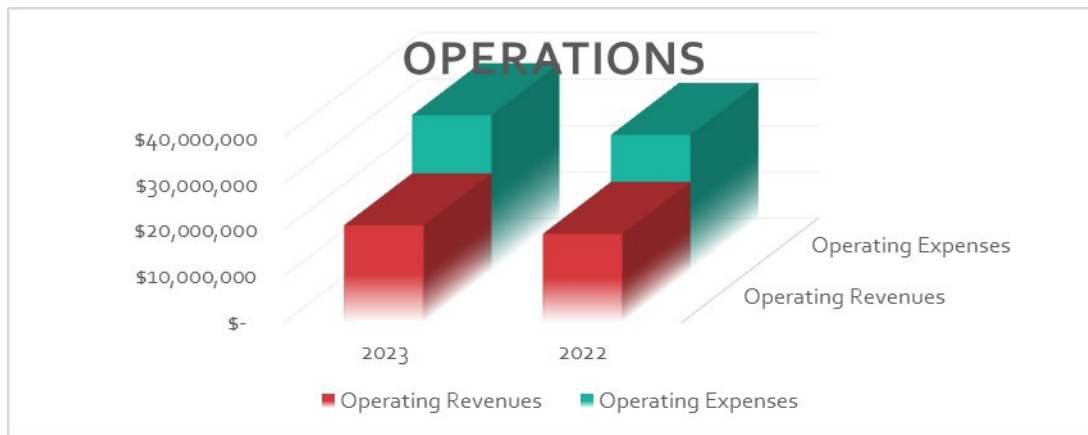 OPERATIONS
$40,000,000
$30,000,000
$20,000,000
$10,000,000
$-
Operating Expenses
Operating Revenues
2023 2022
Operating Revenues Operating Expenses